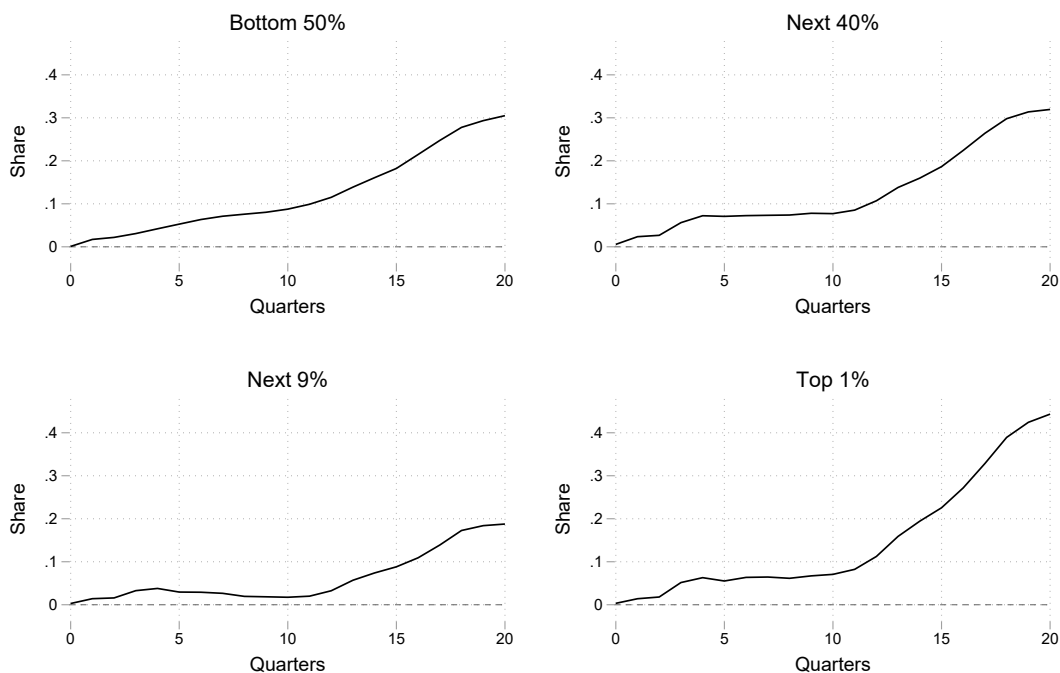 Bottom 50%
Share
.4
.3
.2
.1
0
0 5 10 15 20
Quarters
Next 40%
Share
.4
.3
.2
.1
0
0 5 10 15 20
Quarters
Next 9%
Share
.4
.3
.2
.1
0
0 5 10 15 20
Quarters
Top 1%
Share
.4
.3
.2
.1
0
0 5 10 15 20
Quarters